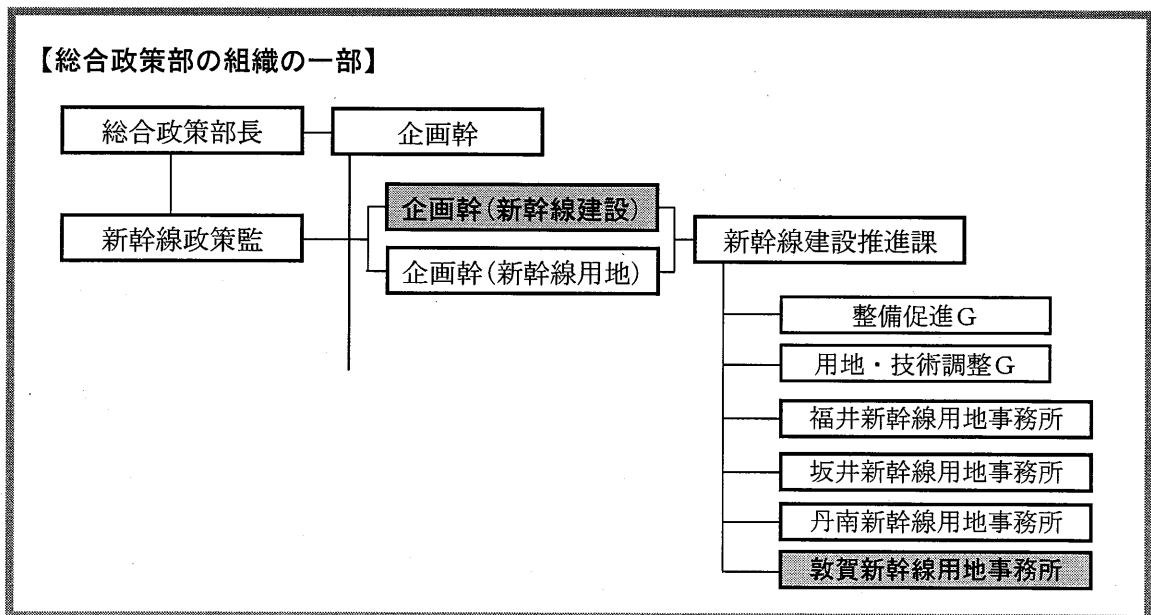 【総合政策部の組織の一部】
総合政策部長
企画幹
新幹線政策監
企画幹(新幹線建設)
企画幹(新幹線用地)
新幹線建設推進課
整備促進G
用地・技術調整G
福井新幹線用地事務所
坂井新幹線用地事務所
丹南新幹線用地事務所
敦賀新幹線用地事務所